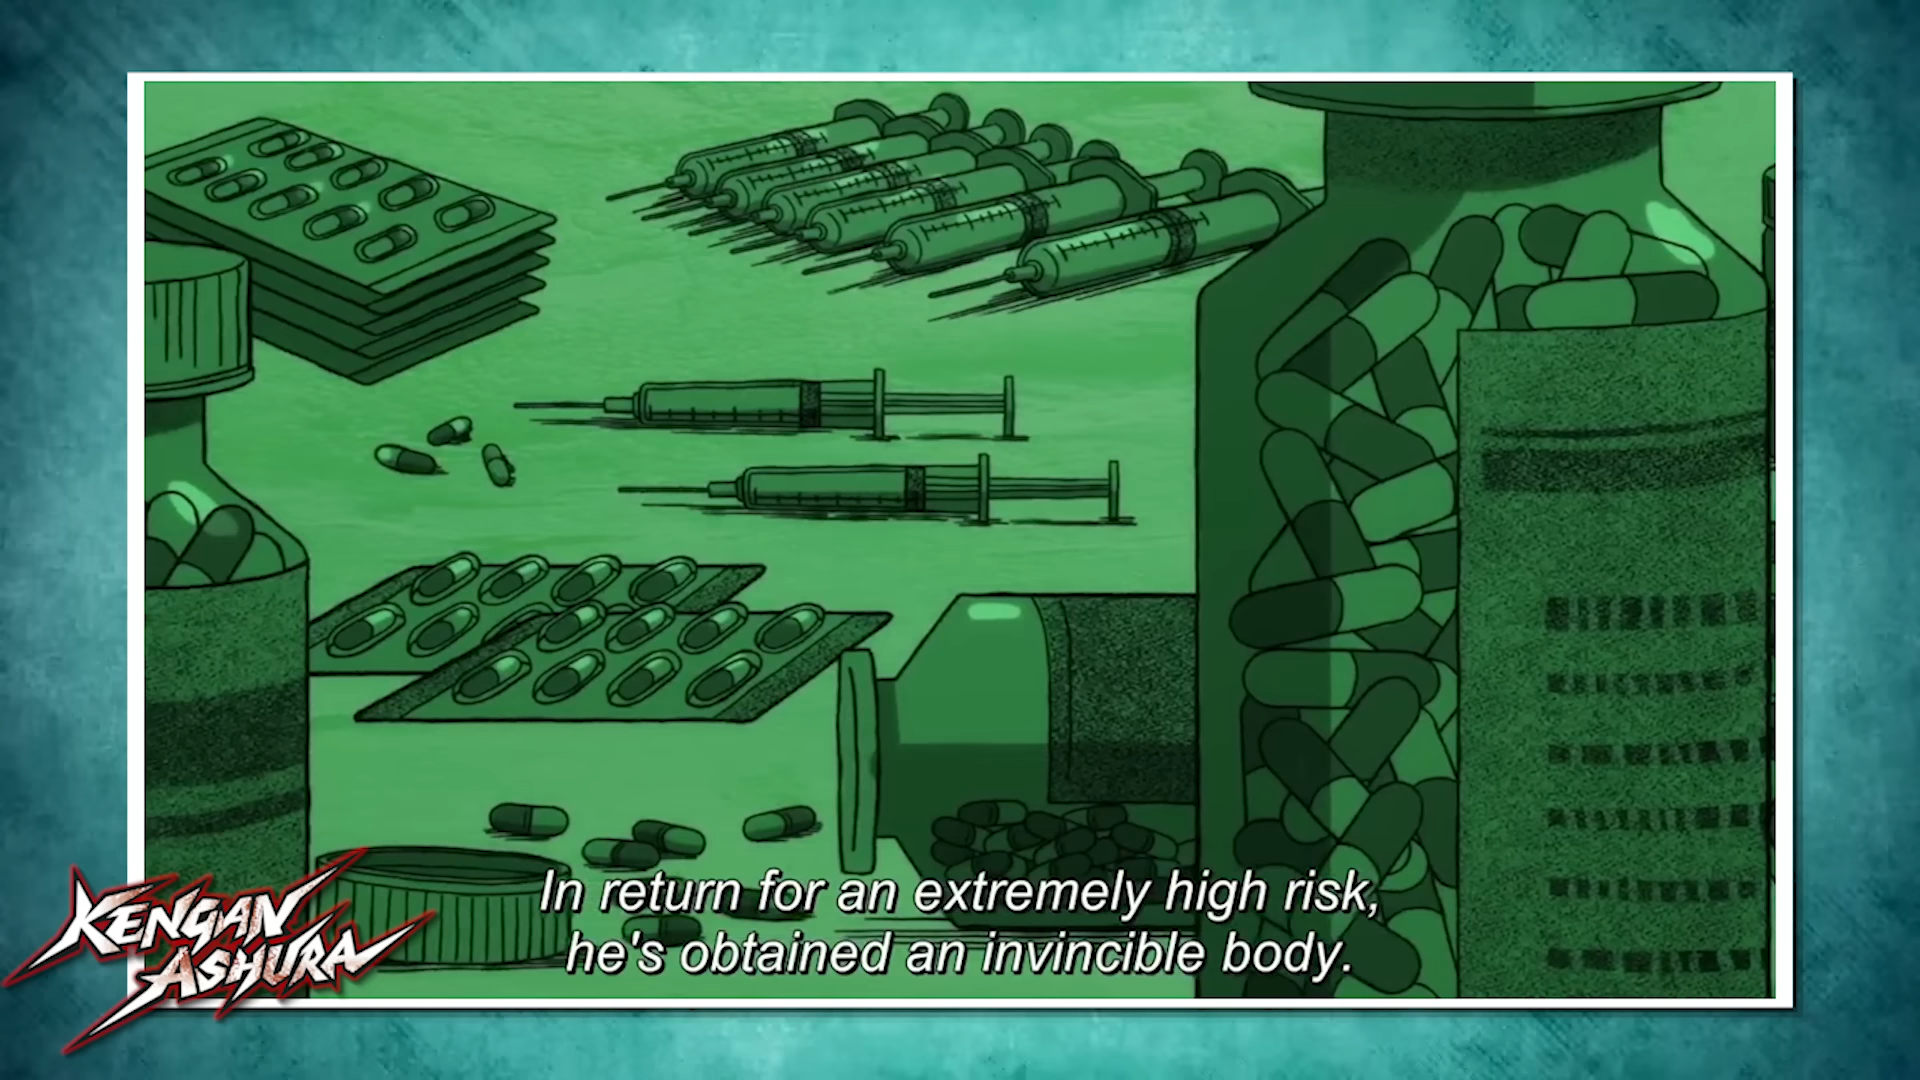 In return for an extremely high risk,
he's obtained an invincible body.
KENGAN
ASHURA